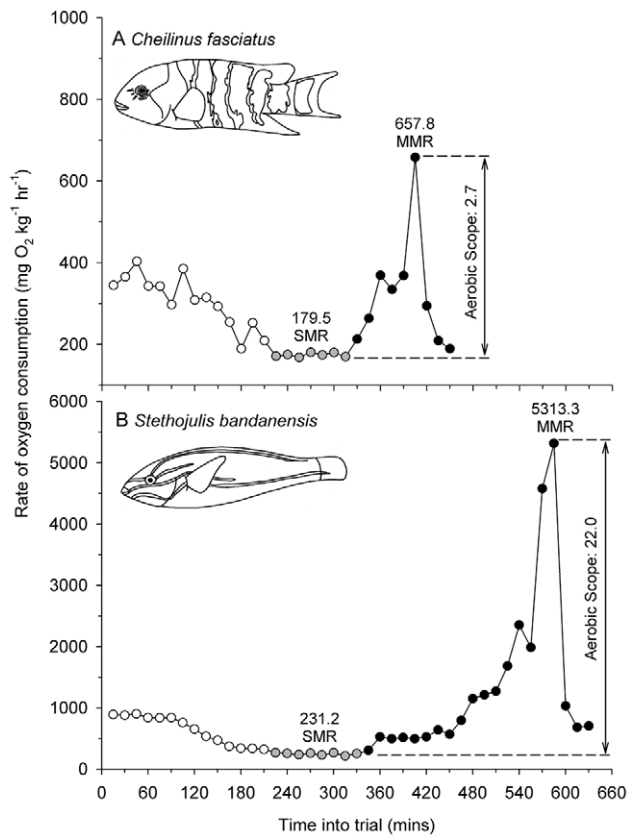 1000
A Cheilinus fasciatus
800
657.8
MMR
600
Aerobic Scope: 2.7
400
179.5
SMR
200
Rate of oxygen consumption (mg O₂ kg⁻¹ hr⁻¹)
6000
B Stethojulis bandanensis
5313.3
MMR
5000
4000
Aerobic Scope: 22.0
3000
2000
1000
231.2
SMR
0
0 60 120 180 240 300 360 420 480 540 600 660
Time into trial (mins)